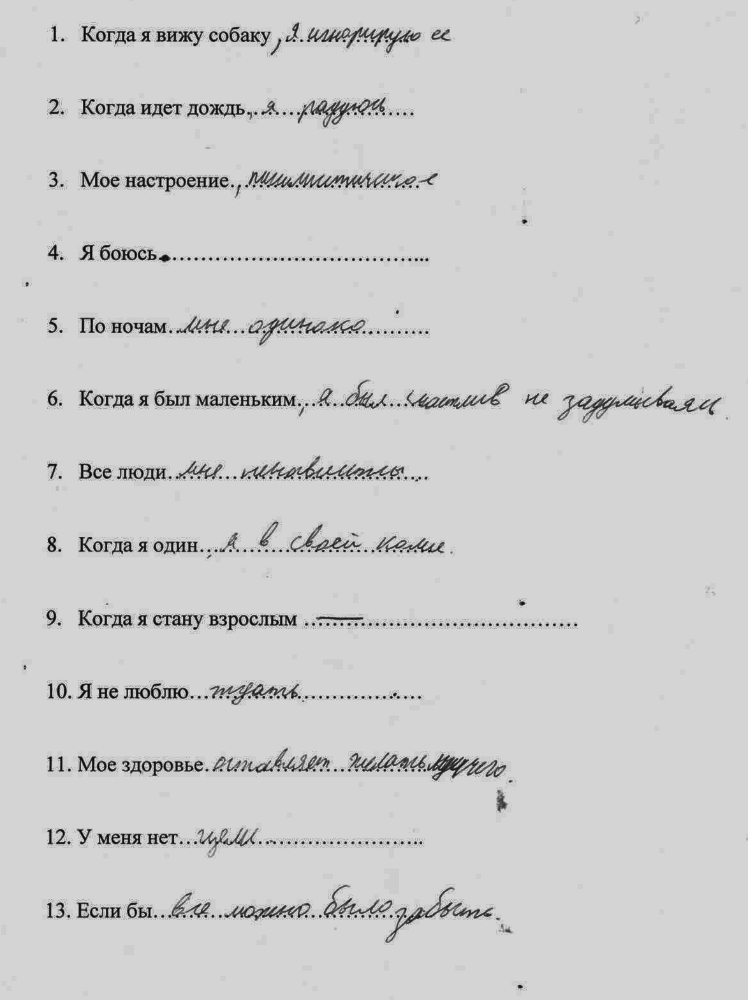 1. Когда я вижу собаку, я игнорирую ее
2. Когда идет дождь, я радуюсь
3. Мое настроение, писимистическое
4. Я боюсь
5. По ночам мне одиноко
6. Когда я был маленьким, я был счастлив не задумываясь
7. Все люди мне ненавистны
8. Когда я один, я в своей коме.
9. Когда я стану взрослым —
10. Я не люблю ждать
11. Мое здоровье оставляет желать лучшего.
12. У меня нет цели
13. Если бы все можно было забыть.